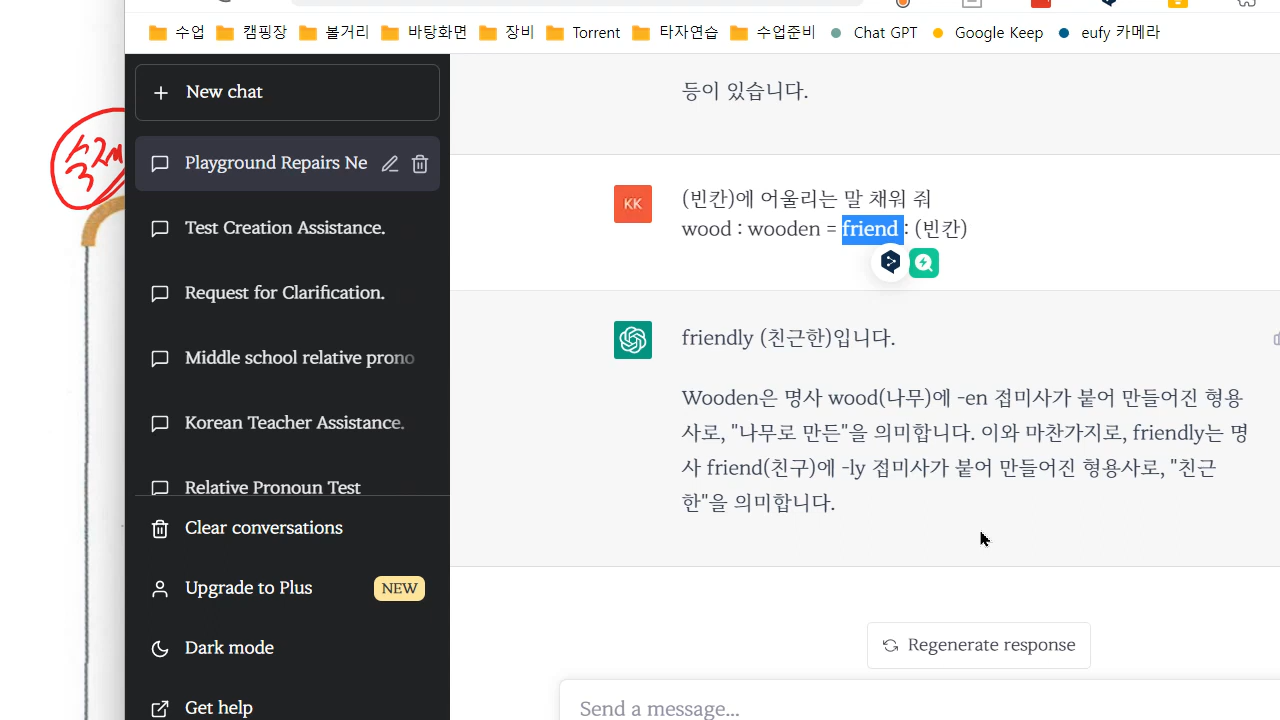 수업 캠핑장 볼거리 바탕화면 장비 Torrent 타자연습 수업준비 Chat GPT Google Keep eufy 카메라
숙제
New chat
Playground Repairs Ne
Test Creation Assistance.
Request for Clarification.
Middle school relative prono
Korean Teacher Assistance.
Relative Pronoun Test
Clear conversations
Upgrade to Plus NEW
Dark mode
Get help
등이 있습니다.
KK
(빈칸)에 어울리는 말 채워 줘
wood : wooden = friend : (빈칸)
friendly (친근한)입니다.
Wooden은 명사 wood(나무)에 -en 접미사가 붙어 만들어진 형용
사로, "나무로 만든"을 의미합니다. 이와 마찬가지로, friendly는 명
사 friend(친구)에 -ly 접미사가 붙어 만들어진 형용사로, "친근
한"을 의미합니다.
Regenerate response
Send a message...